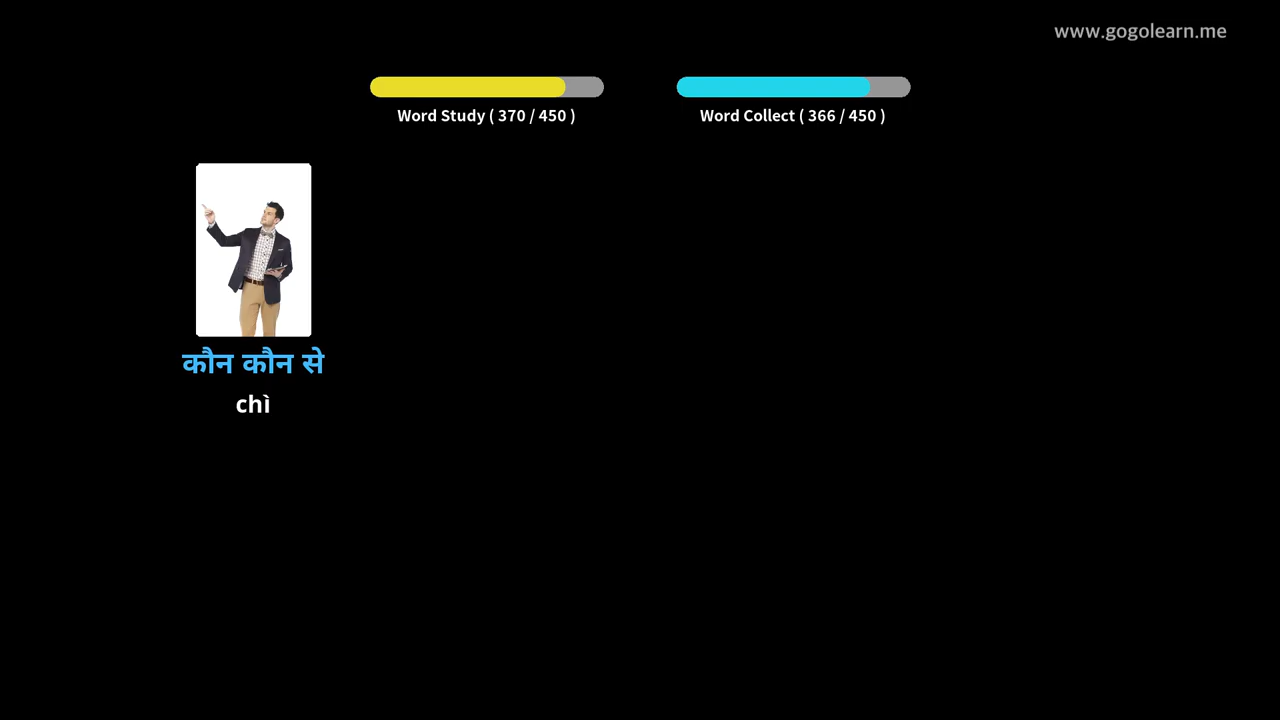 www.gogolearn.me
Word Study ( 370 / 450 )
Word Collect ( 366 / 450 )
कौन कौन से
chì